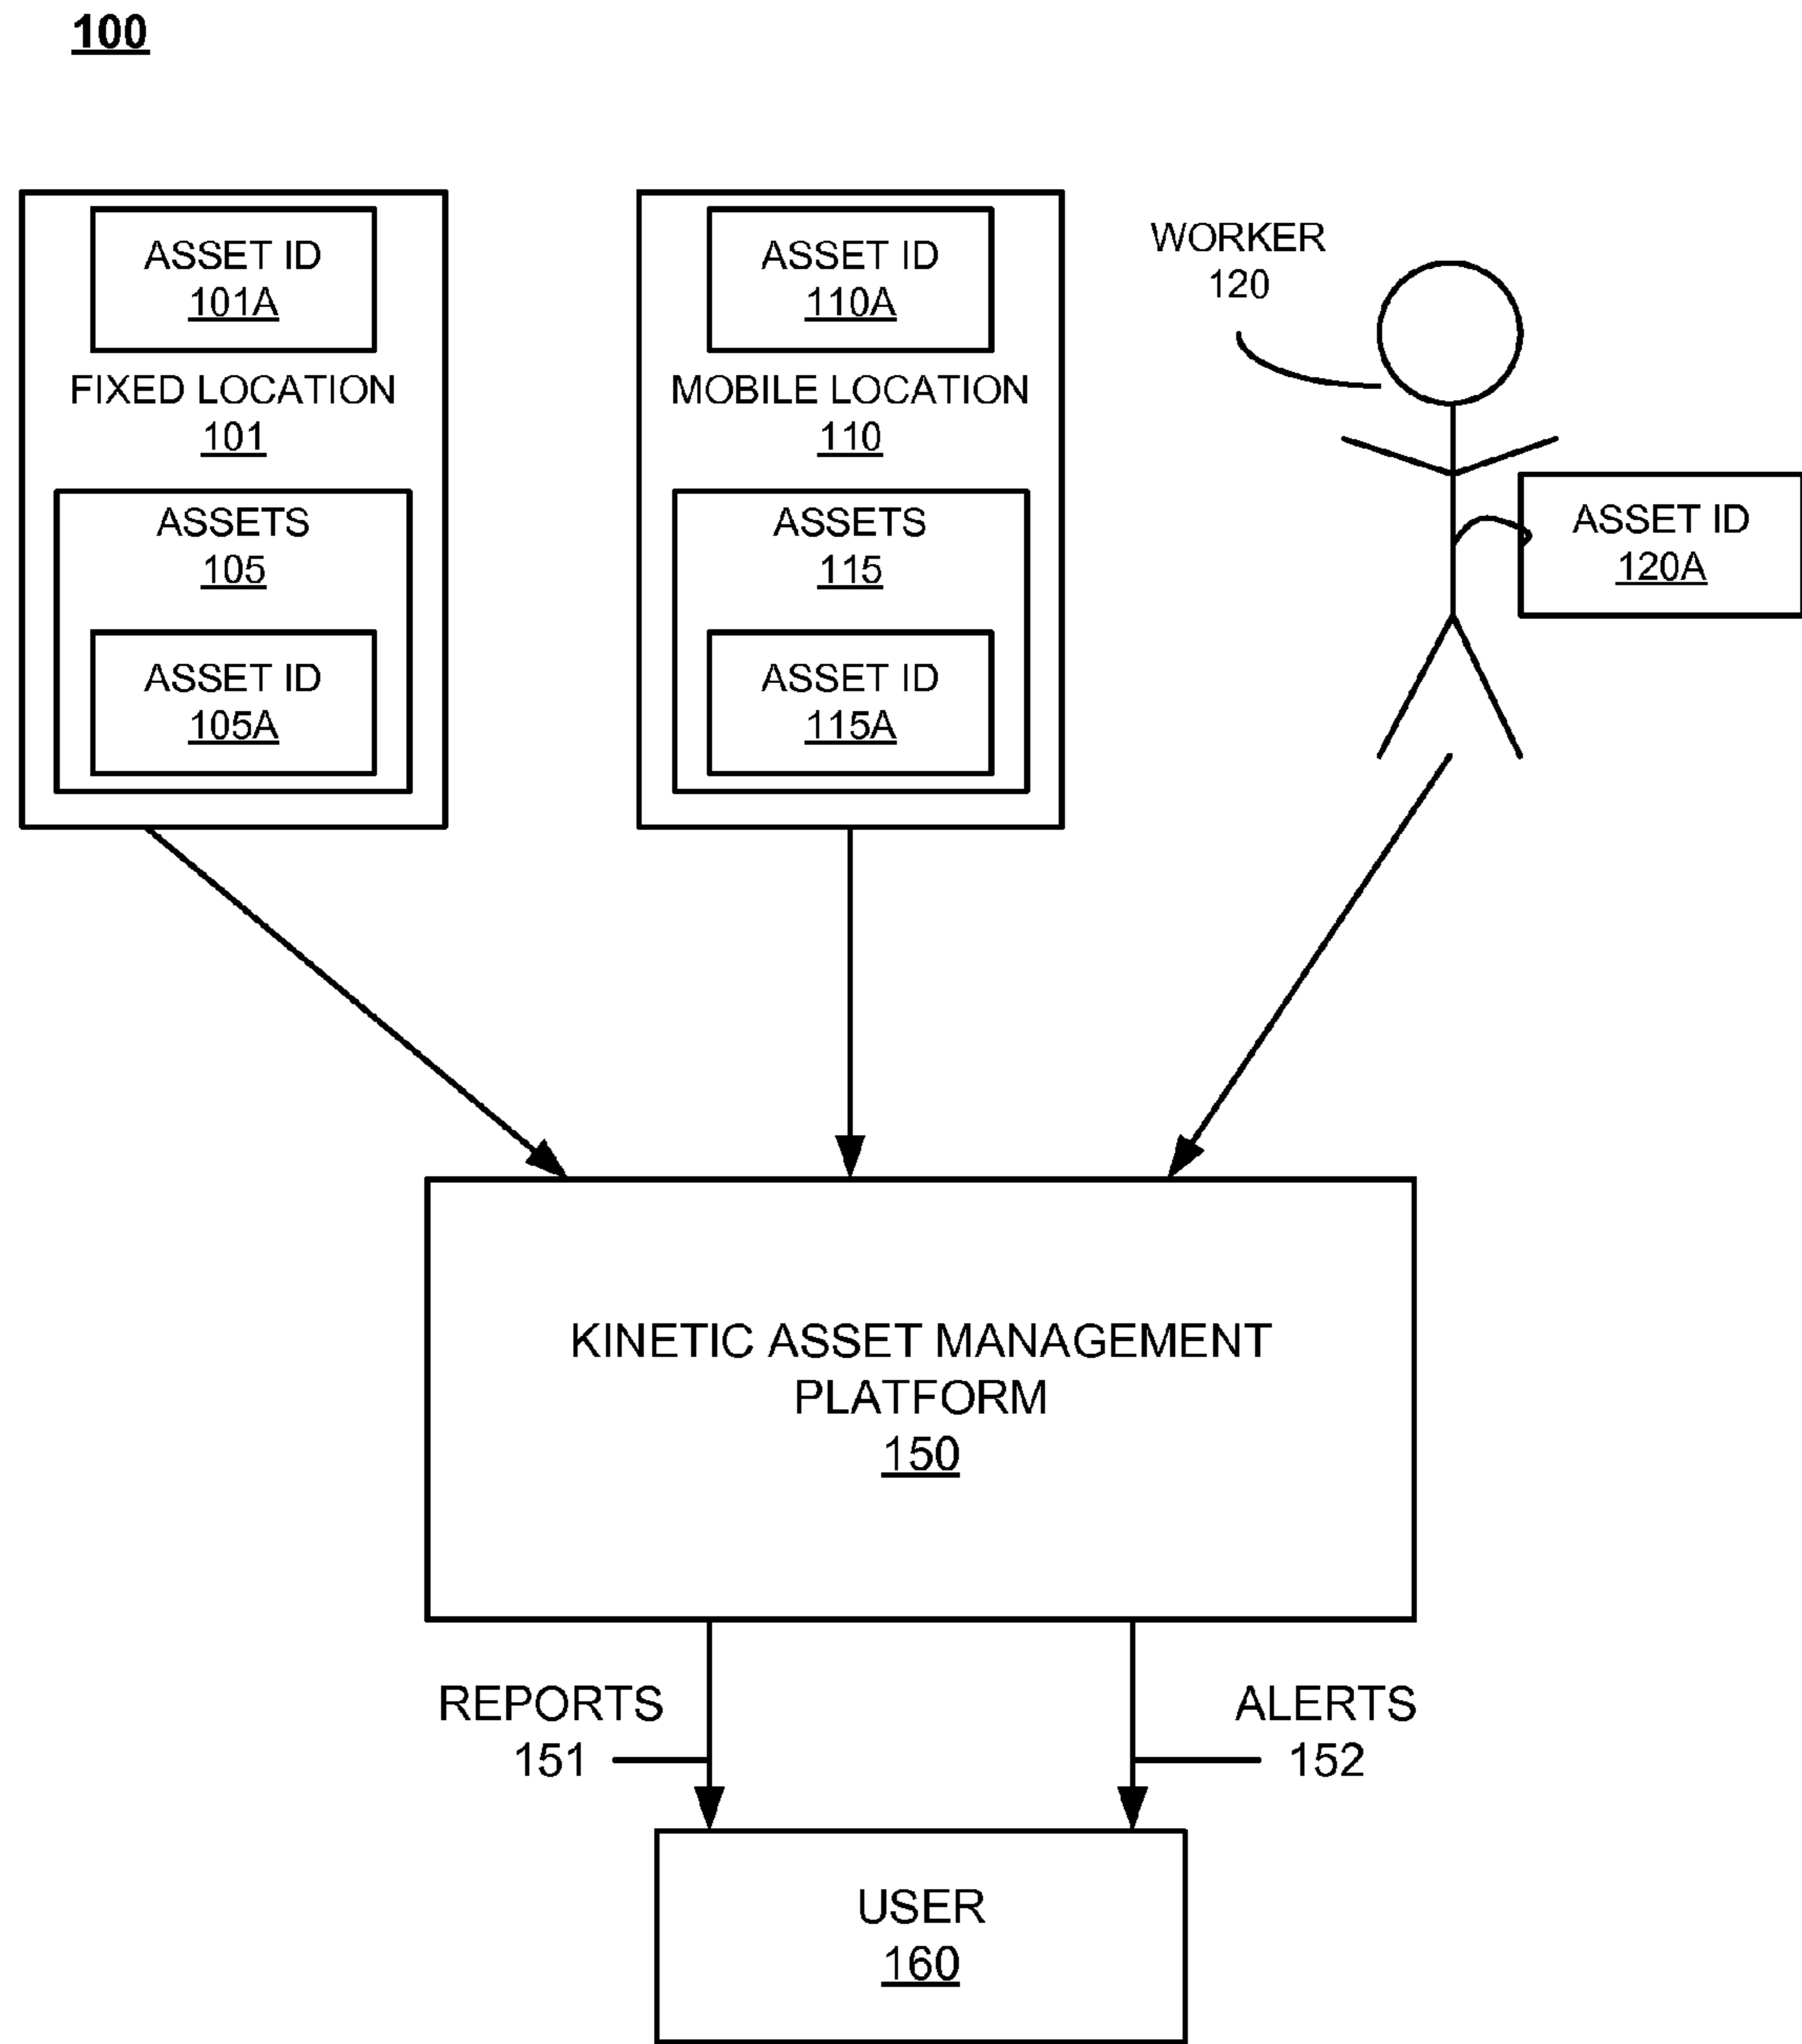 100
ASSET ID
101A
FIXED LOCATION
101
ASSETS
105
ASSET ID
105A
ASSET ID
110A
MOBILE LOCATION
110
ASSETS
115
ASSET ID
115A
WORKER
120
ASSET ID
120A
KINETIC ASSET MANAGEMENT
PLATFORM
150
REPORTS
151
ALERTS
152
USER
160